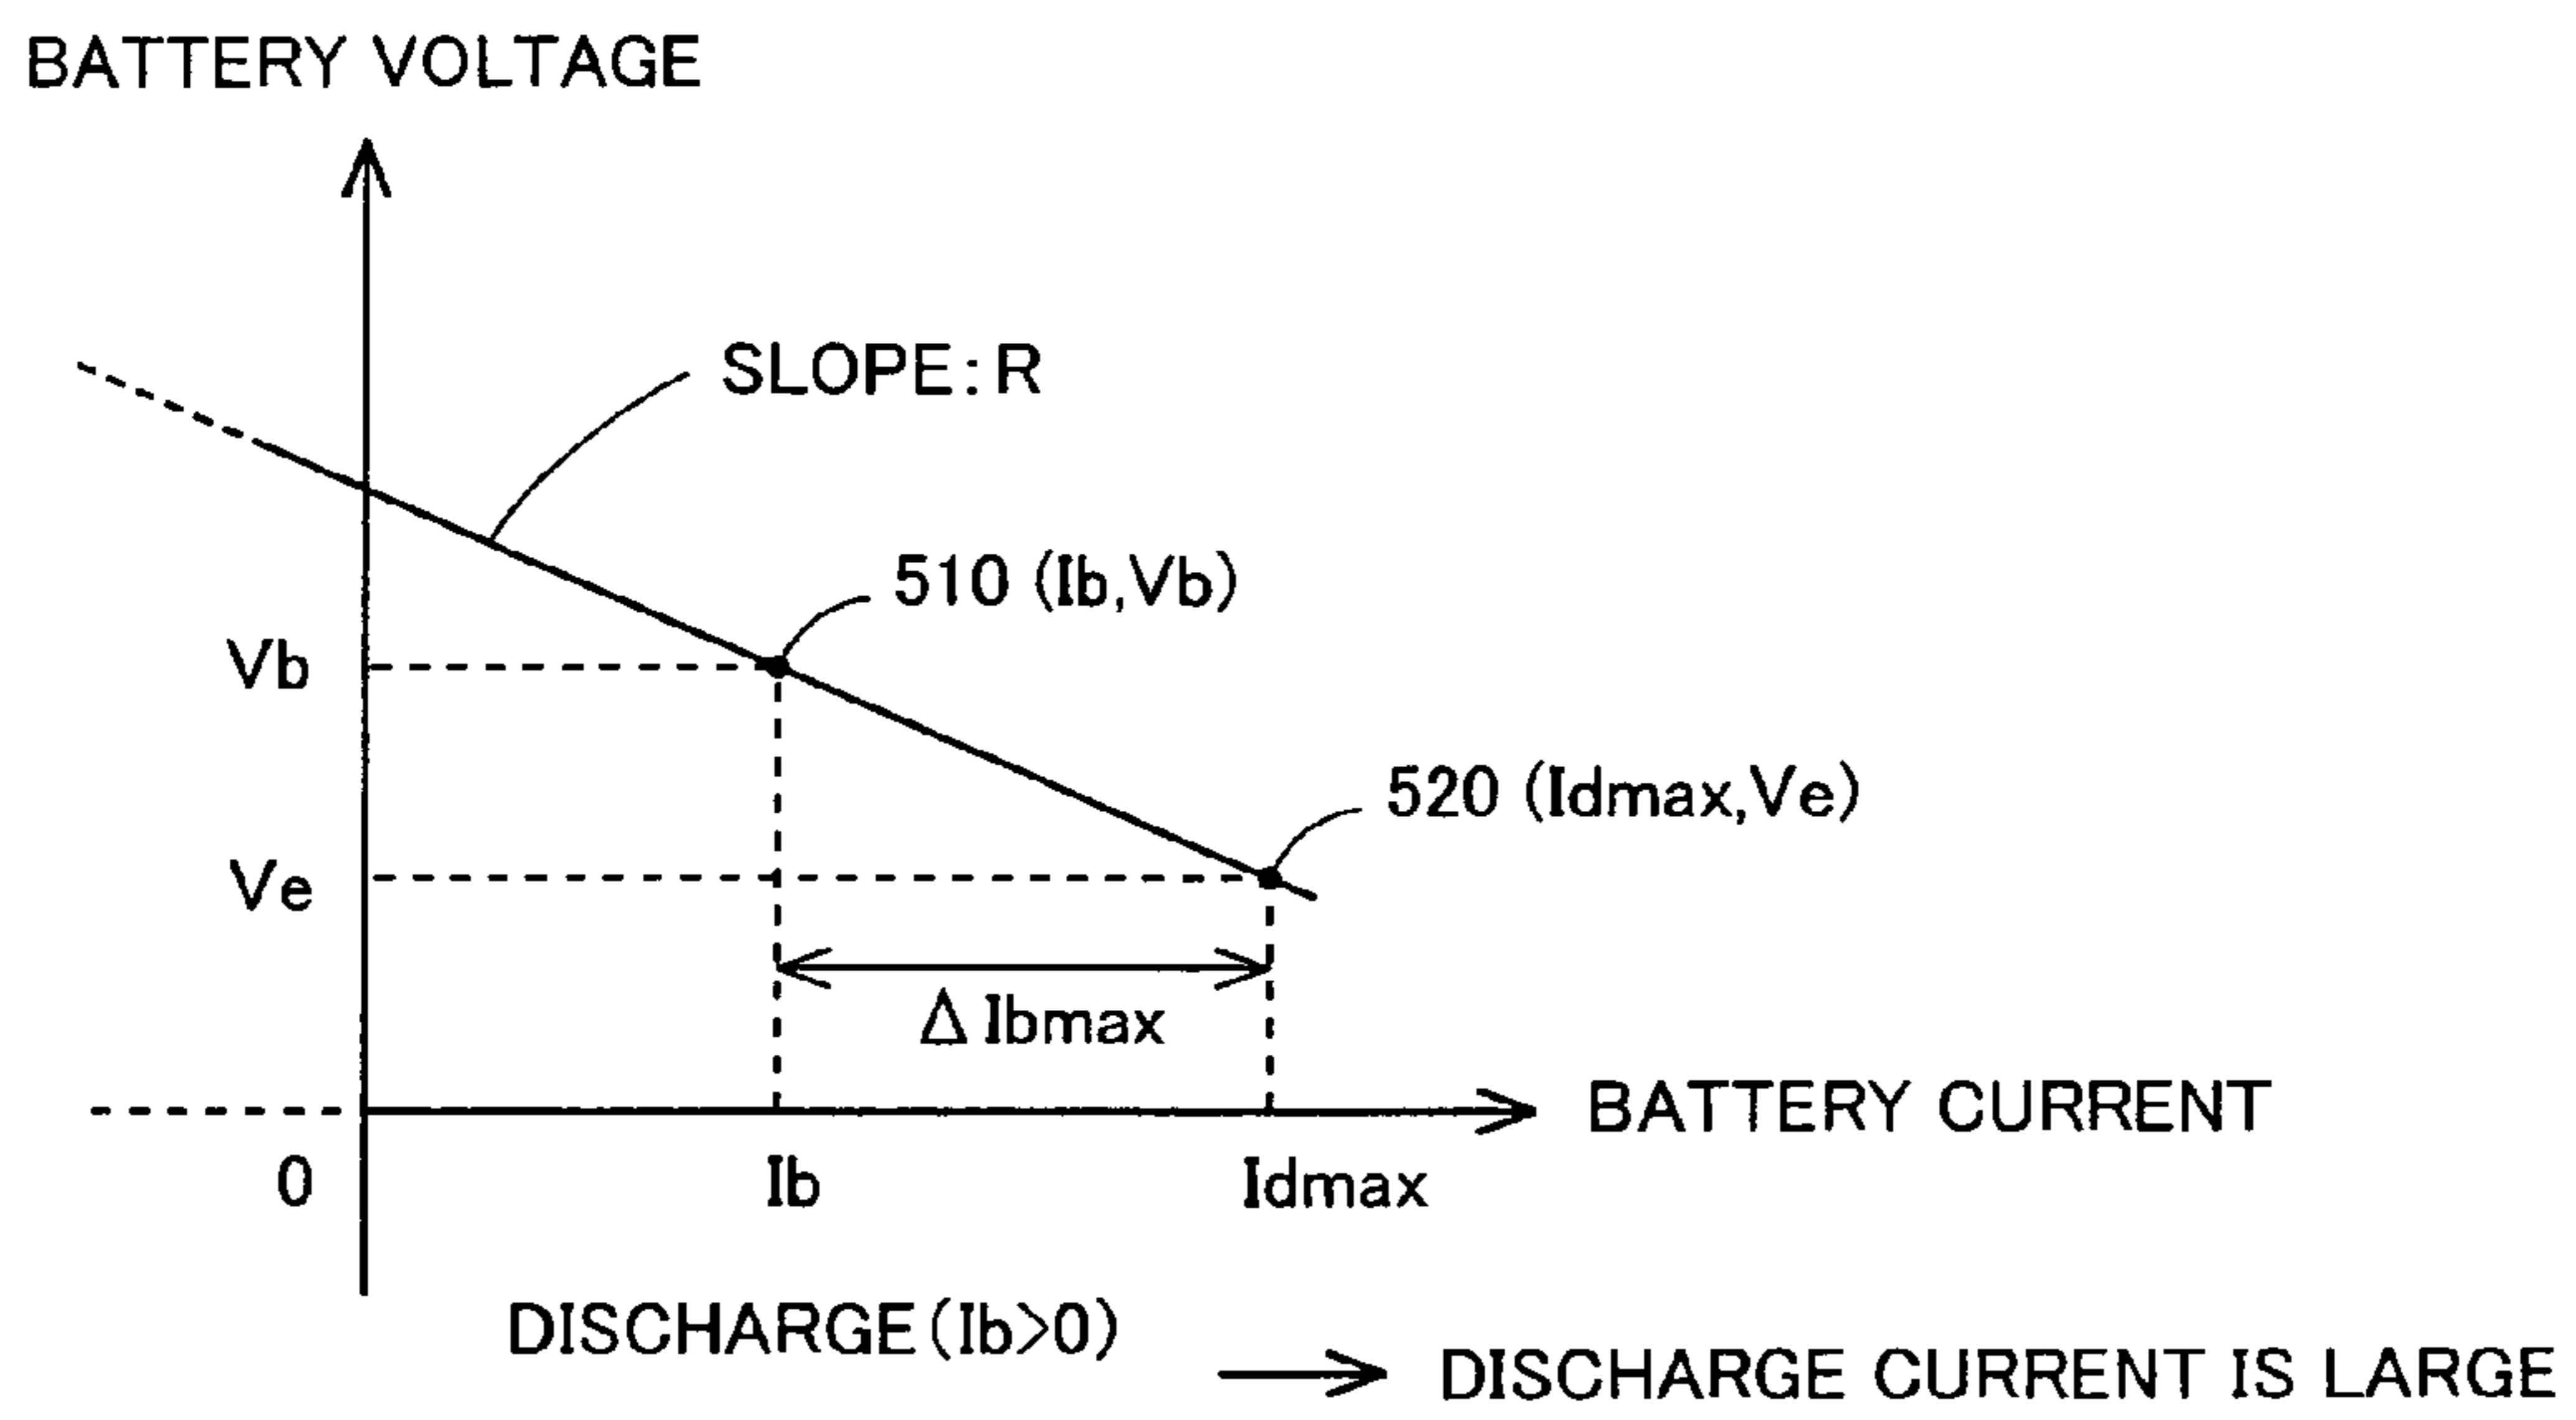 BATTERY VOLTAGE
SLOPE:R
510 (Ib,Vb)
Vb
520 (Idmax,Ve)
Ve
Δ Ibmax
BATTERY CURRENT
0
Ib
Idmax
DISCHARGE(Ib>0)
DISCHARGE CURRENT IS LARGE